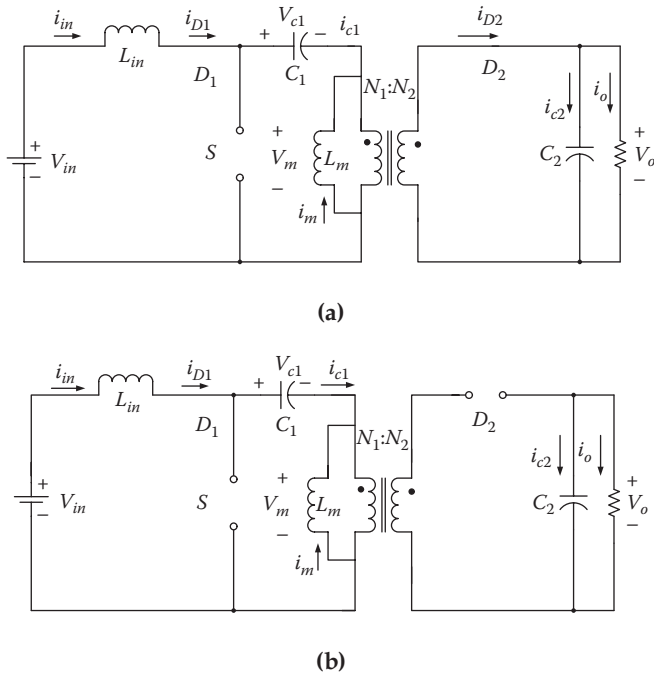 i_in
i_D1
V_c1
i_c1
i_D2
+ −
L_in
D_1
C_1
N_1:N_2
D_2
i_c2
i_o
+
V_in
−
S
+
V_m
−
L_m
C_2
+
V_o
−
i_m
(a)
i_in
i_D1
V_c1
i_c1
+ −
L_in
D_1
C_1
N_1:N_2
D_2
i_c2
i_o
+
V_in
−
S
+
V_m
−
L_m
C_2
+
V_o
−
i_m
(b)